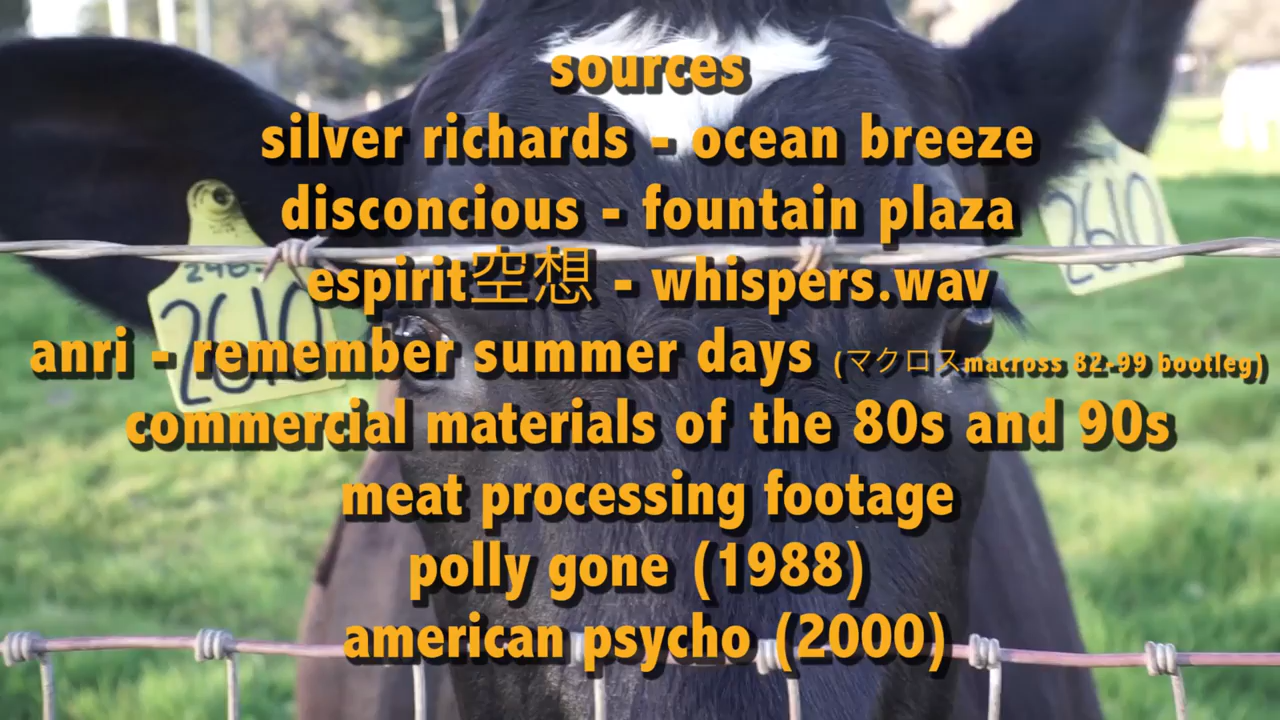 sources
silver richards - ocean breeze
disconcious - fountain plaza
espirit空想 - whispers.wav
anri - remember summer days (マクロスmacross 82-99 bootleg)
commercial materials of the 80s and 90s
meat processing footage
polly gone (1988)
american psycho (2000)
2610
2610